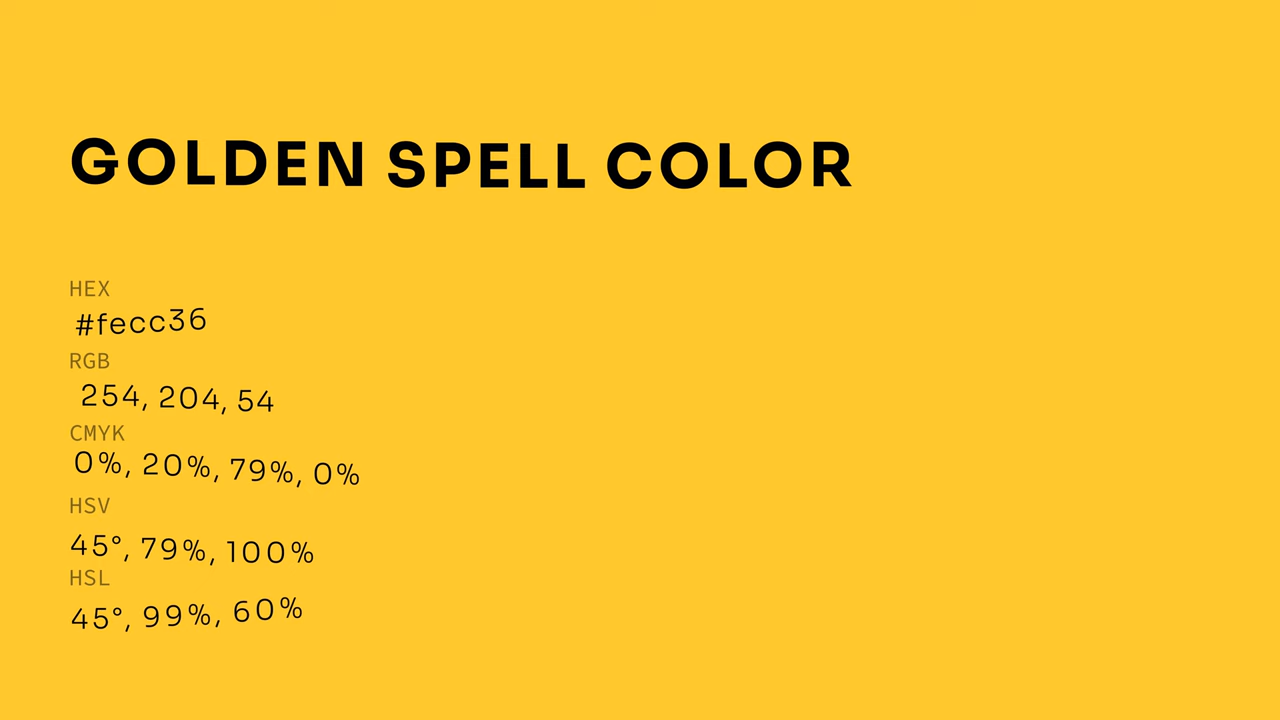 GOLDEN SPELL COLOR
HEX
#fecc36
RGB
254, 204, 54
CMYK
0%, 20%, 79%, 0%
HSV
45°, 79%, 100%
HSL
45°, 99%, 60%